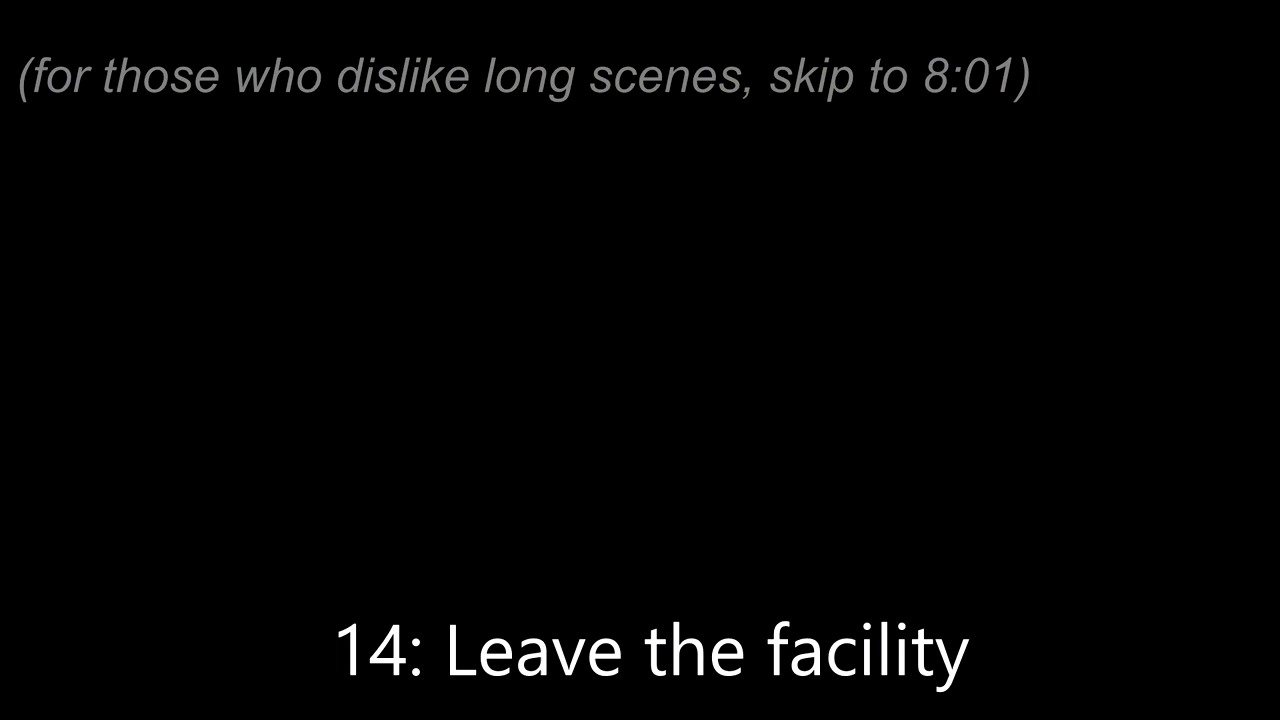 (for those who dislike long scenes, skip to 8:01)
14: Leave the facility